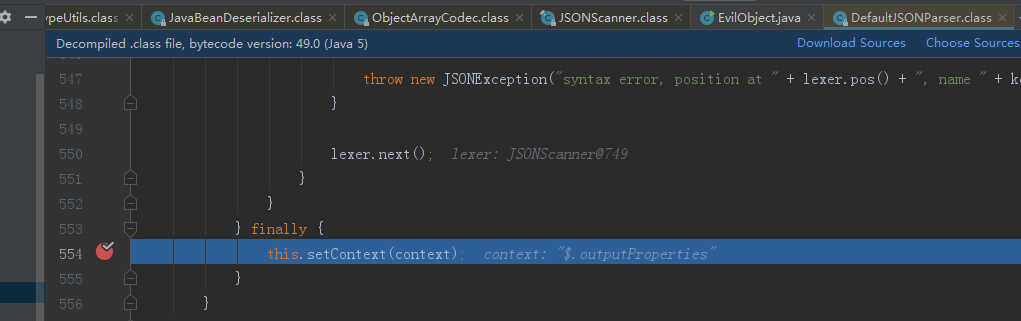 ypeUtils.class × JavaBeanDeserializer.class × ObjectArrayCodec.class × JSONScanner.class × EvilObject.java × DefaultJSONParser.class ×
Decompiled .class file, bytecode version: 49.0 (Java 5) Download Sources Choose Sources
547 throw new JSONException("syntax error, position at " + lexer.pos() + ", name " + k
548 }
549
550 lexer.next(); lexer: JSONScanner@749
551 }
552 }
553 } finally {
554 this.setContext(context); context: "$.outputProperties"
555 }
556 }